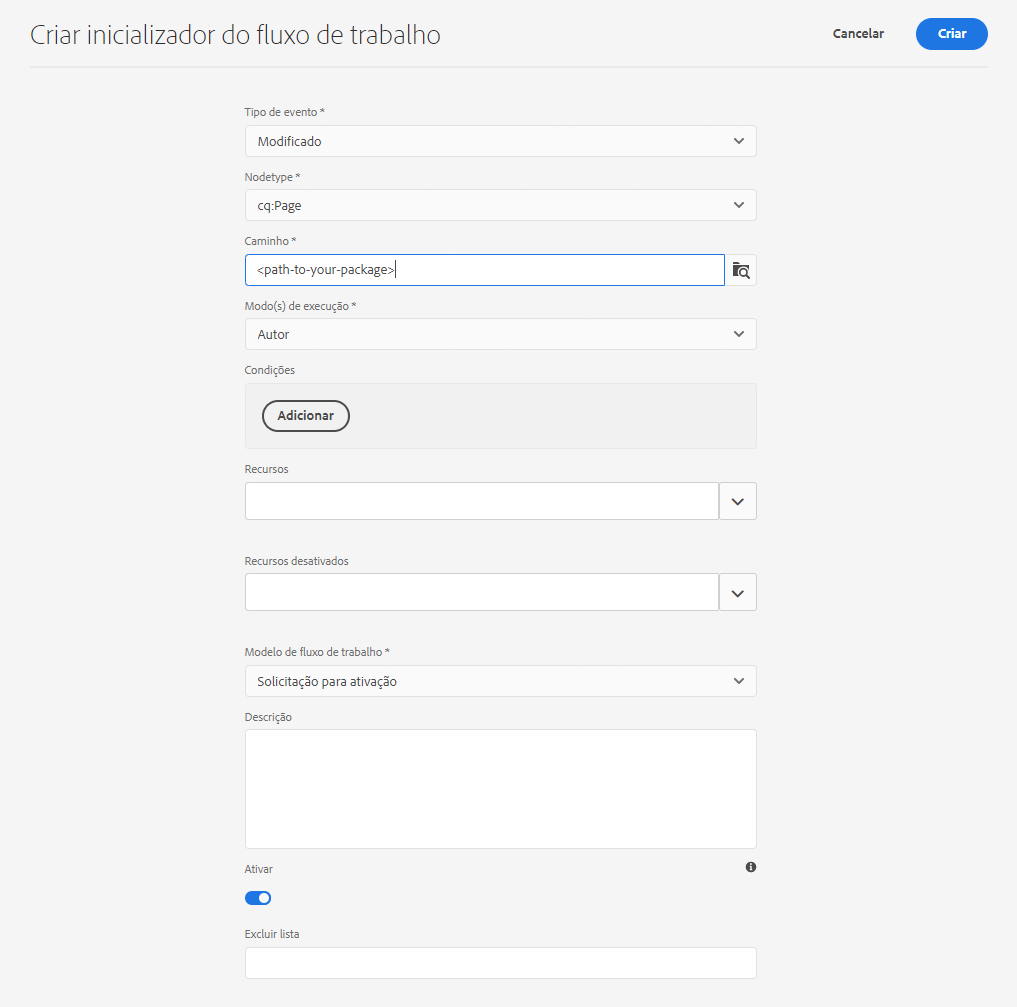 Criar inicializador do fluxo de trabalho
Cancelar
Criar
Tipo de evento *
Modificado
Nodetype *
cq:Page
Caminho *
<path-to-your-package>
Modo(s) de execução *
Autor
Condições
Adicionar
Recursos
Recursos desativados
Modelo de fluxo de trabalho *
Solicitação para ativação
Descrição
Ativar
Excluir lista